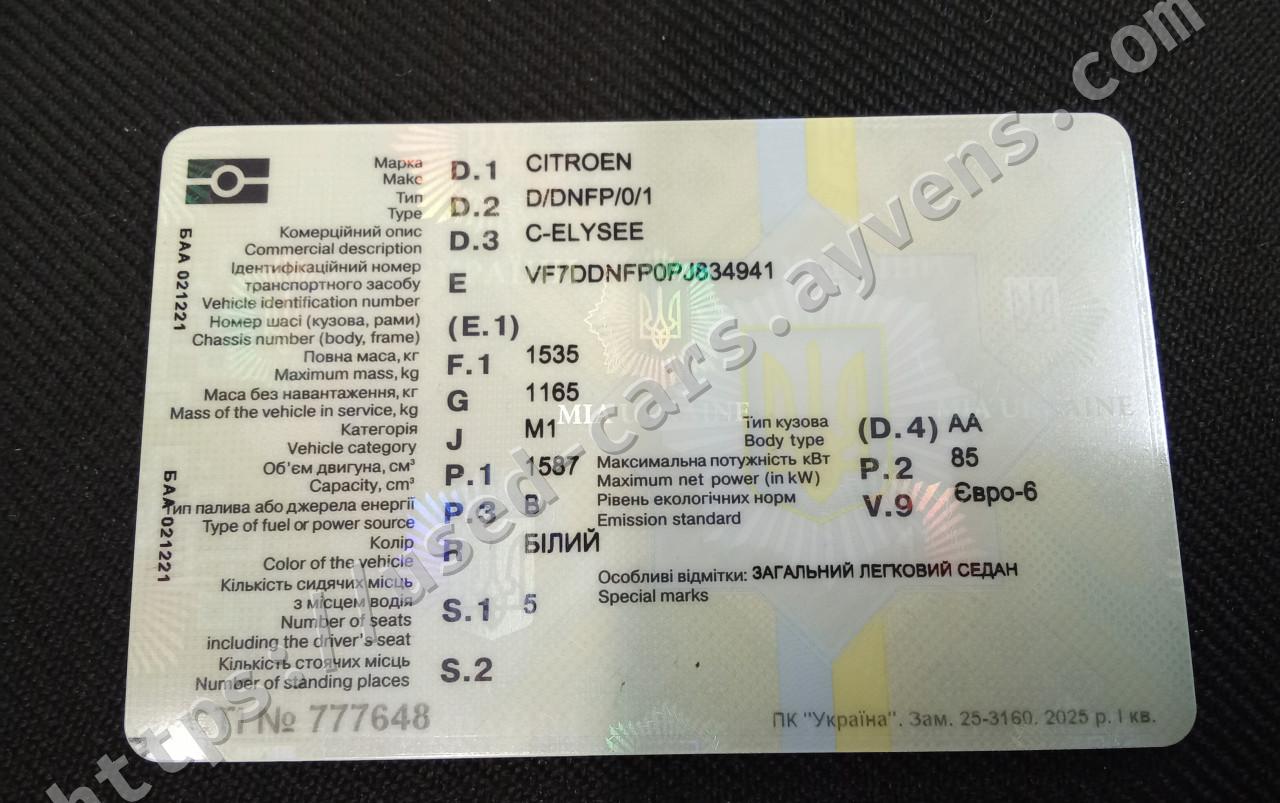 Марка
Make
D.1 CITROEN
Тип
Type
D.2 D/DNFP/0/1
Комерційний опис
Commercial description
D.3 C-ELYSEE
Ідентифікаційний номер
транспортного засобу
Vehicle identification number
E VF7DDNFP0PJ834941
Номер шасі (кузова, рами)
Chassis number (body, frame)
(E.1)
Повна маса, кг
Maximum mass, kg
F.1 1535
Маса без навантаження, кг
Mass of the vehicle in service, kg
G 1165
Категорія
Vehicle category
J M1
Об'єм двигуна, см³
Capacity, cm³
P.1 1587
Тип палива або джерела енергії
Type of fuel or power source
P.3 B
Колір
Color of the vehicle
R БІЛИЙ
Кількість сидячих місць
з місцем водія
Number of seats
including the driver's seat
S.1 5
Кількість стоячих місць
Number of standing places
S.2
Тип кузова
Body type
(D.4) AA
Максимальна потужність кВт
Maximum net power (in kW)
P.2 85
Рівень екологічних норм
Emission standard
V.9 Євро-6
Особливі відмітки: ЗАГАЛЬНИЙ ЛЕГКОВИЙ СЕДАН
Special marks
№ 777648
ПК "Україна". Зам. 25-3160. 2025 р. І кв.
БАА 021221
БАА 021221
MIA UKRAINE
https://used-cars.ayvens.com